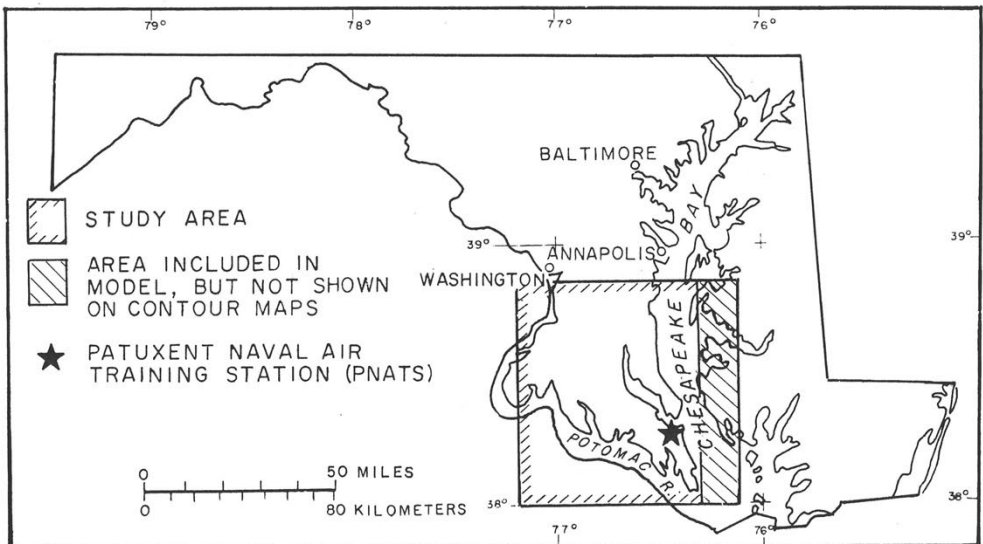 79°
78°
77°
76°
BALTIMORE
BAY
STUDY AREA
39°
ANNAPOLIS
39°
WASHINGTON
AREA INCLUDED IN
MODEL, BUT NOT SHOWN
ON CONTOUR MAPS
CHESAPEAKE
PATUXENT NAVAL AIR
TRAINING STATION (PNATS)
POTOMAC R.
0 50 MILES
0 80 KILOMETERS
38°
38°
77°
76°